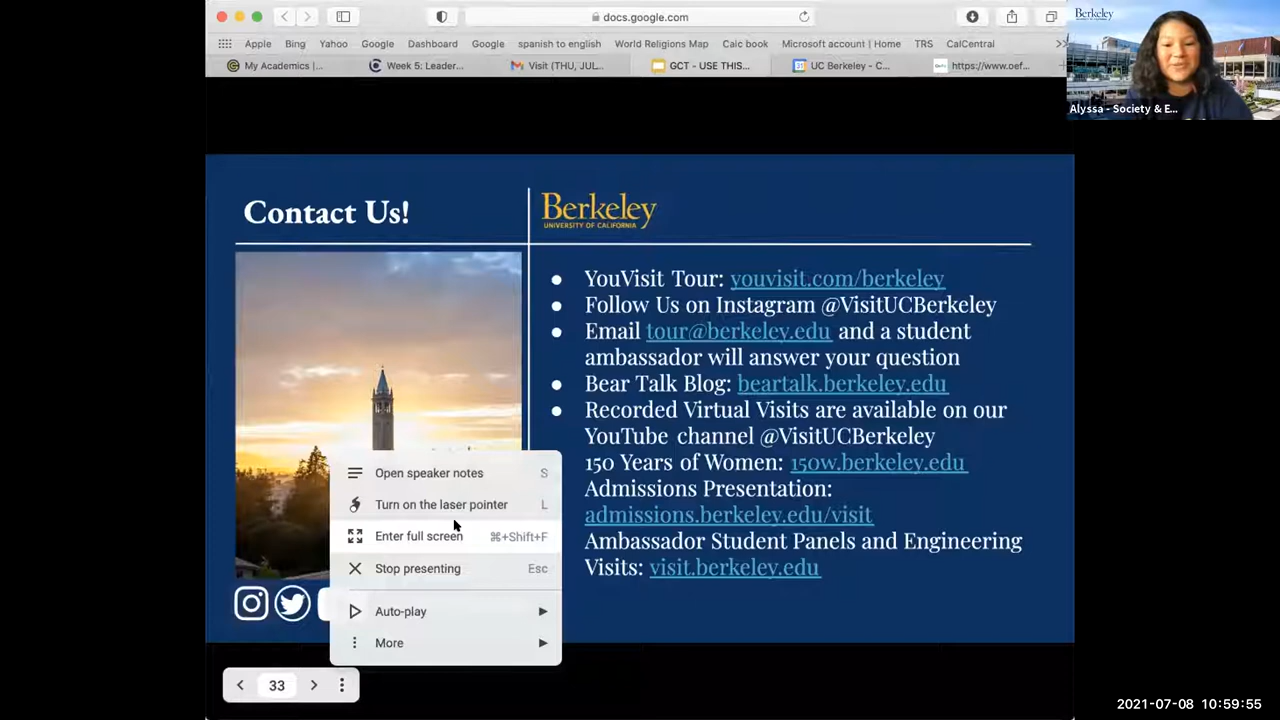 docs.google.com
Apple Bing Yahoo Google Dashboard Google spanish to english World Religions Map Calc book Microsoft account | Home TRS CalCentral
My Academics |... Week 5: Leader... Visit (THU, JUL... GCT - USE THIS... UC Berkeley - C... https://www.oef...
Berkeley
Alyssa - Society & E...
Contact Us!
Berkeley
UNIVERSITY OF CALIFORNIA
YouVisit Tour: youvisit.com/berkeley
Follow Us on Instagram @VisitUCBerkeley
Email tour@berkeley.edu and a student
ambassador will answer your question
Bear Talk Blog: beartalk.berkeley.edu
Recorded Virtual Visits are available on our
YouTube channel @VisitUCBerkeley
150 Years of Women: 150w.berkeley.edu
Admissions Presentation:
admissions.berkeley.edu/visit
Ambassador Student Panels and Engineering
Visits: visit.berkeley.edu
Open speaker notes S
Turn on the laser pointer L
Enter full screen ⌘+Shift+F
Stop presenting Esc
Auto-play
More
33
2021-07-08 10:59:55